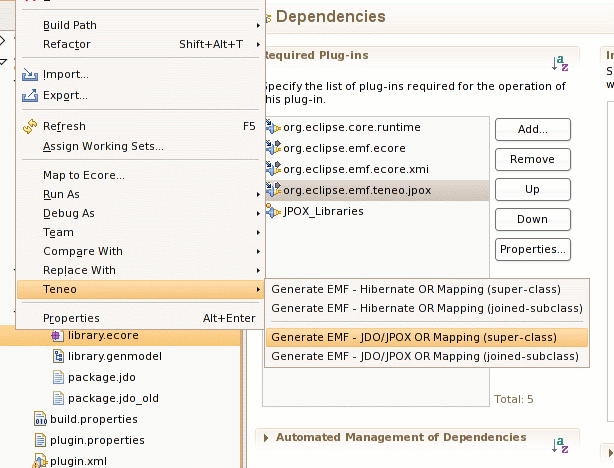 Dependencies
Build Path
Refactor Shift+Alt+T
Import...
Export...
Refresh F5
Assign Working Sets...
Map to Ecore...
Run As
Debug As
Team
Compare With
Replace With
Teneo
Properties Alt+Enter
Required Plug-ins
Specify the list of plug-ins required for the operation of
this plug-in.
org.eclipse.core.runtime
org.eclipse.emf.ecore
org.eclipse.emf.ecore.xmi
org.eclipse.emf.teneo.jpox
JPOX_Libraries
Add...
Remove
Up
Down
Properties...
Generate EMF - Hibernate OR Mapping (super-class)
Generate EMF - Hibernate OR Mapping (joined-subclass)
Generate EMF - JDO/JPOX OR Mapping (super-class)
Generate EMF - JDO/JPOX OR Mapping (joined-subclass)
Total: 5
library.ecore
library.genmodel
package.jdo
package.jdo_old
build.properties
plugin.properties
plugin.xml
Automated Management of Dependencies